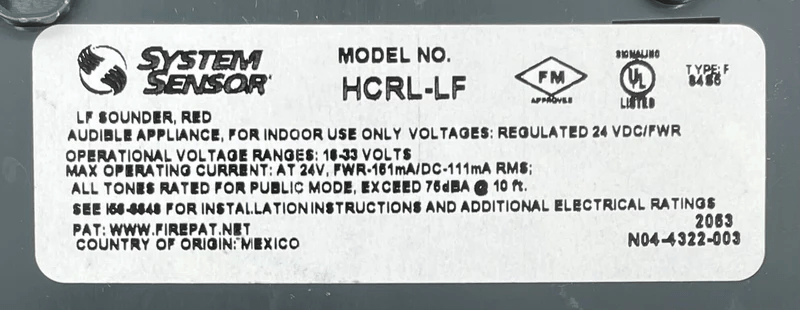 SYSTEM
SENSOR
MODEL NO.
HCRL-LF
FM
APPROVED
SIGNALING
UL
LISTED
TYPE: F
LF SOUNDER, RED
AUDIBLE APPLIANCE, FOR INDOOR USE ONLY VOLTAGES: REGULATED 24 VDC/FWR
OPERATIONAL VOLTAGE RANGES: 16-33 VOLTS
MAX OPERATING CURRENT: AT 24V, FWR-151mA/DC-111mA RMS;
ALL TONES RATED FOR PUBLIC MODE, EXCEED 75dBA @ 10 ft.
SEE FOR INSTALLATION INSTRUCTIONS AND ADDITIONAL ELECTRICAL RATINGS
2053
PAT: WWW.FIREPAT.NET
N04-4322-003
COUNTRY OF ORIGIN: MEXICO